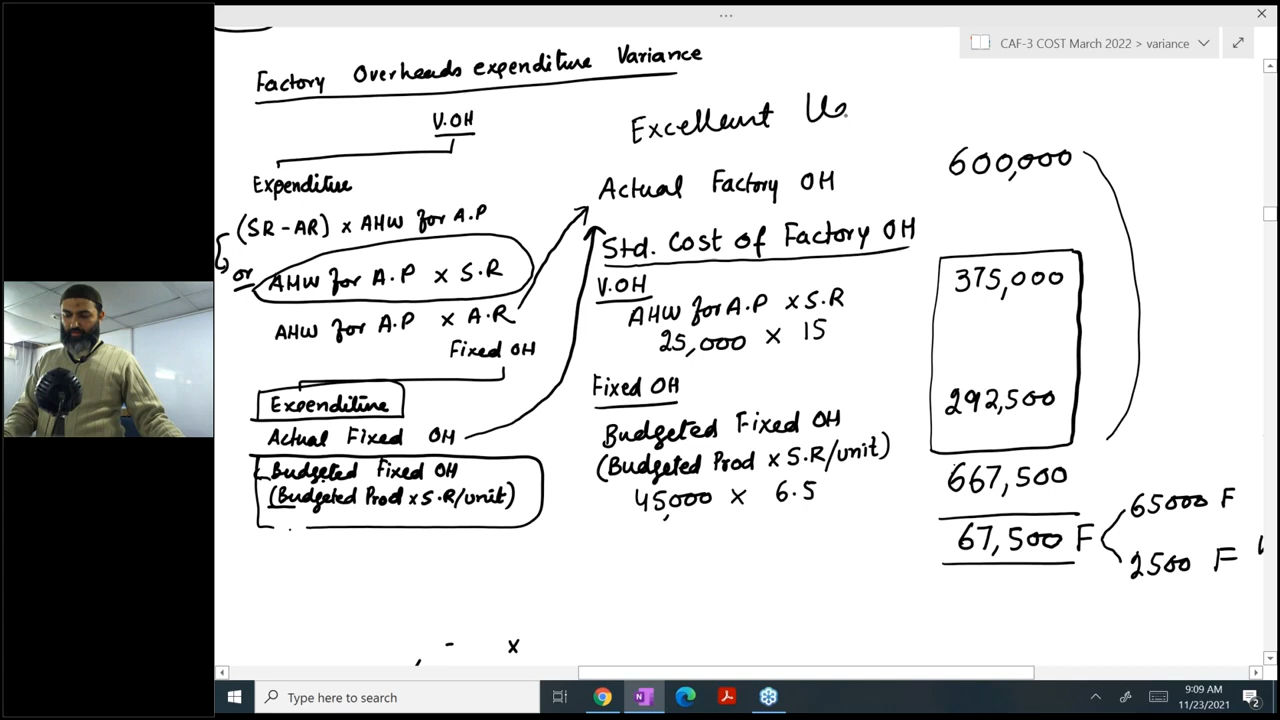 ...
CAF-3 COST March 2022 > variance
Factory Overheads expenditure Variance
V.OH
Expenditure
(SR - AR) x AHW for A.P
or AHW for A.P x S.R
AHW for A.P x A.R
Fixed OH
Expenditure
Actual Fixed OH
Budgeted Fixed OH
(Budgeted Prod x S.R/unit)
- x
Excellent
Actual Factory OH 600,000
Std. Cost of Factory OH
V.OH 375,000
AHW for A.P x S.R
25,000 x 15
Fixed OH 292,500
Budgeted Fixed OH
(Budgeted Prod x S.R/unit)
45,000 x 6.5
667,500
67,500 F
65000 F
2500 F
Type here to search
N
9:09 AM
11/23/2021
2